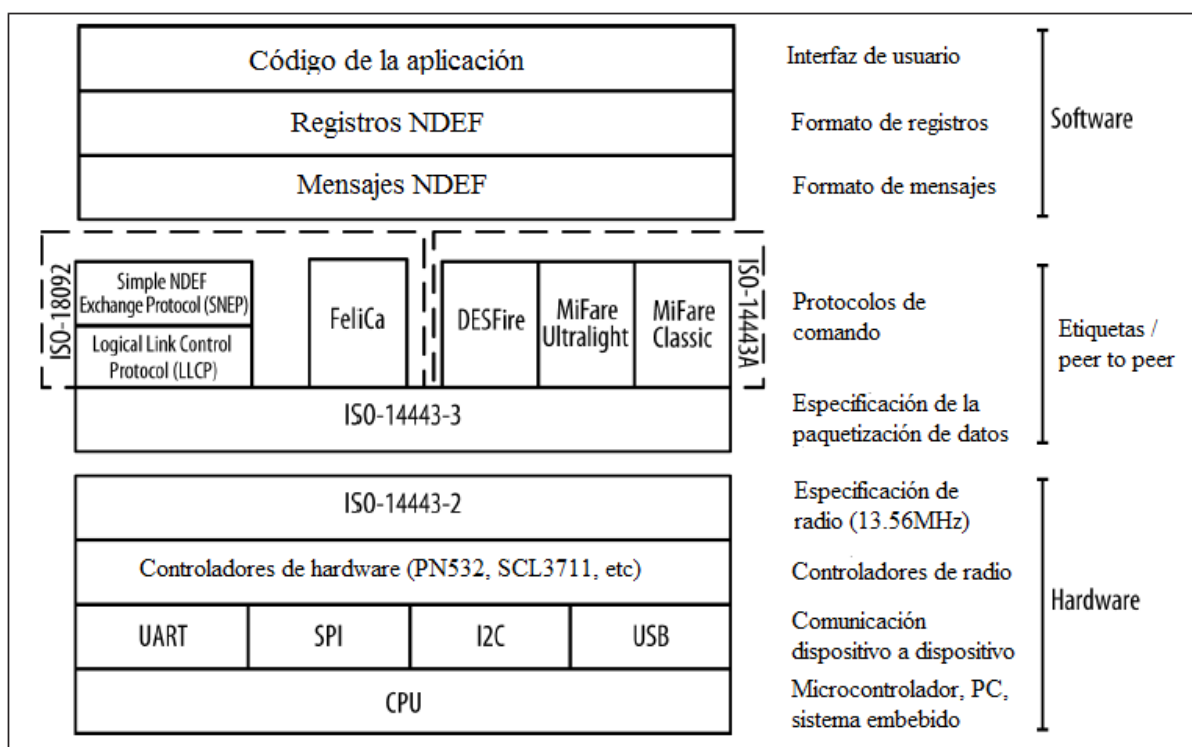 Código de la aplicación
Interfaz de usuario
Registros NDEF
Formato de registros
Software
Mensajes NDEF
Formato de mensajes
ISO-18092
Simple NDEF
Exchange Protocol (SNEP)
Logical Link Control
Protocol (LLCP)
FeliCa
DESFire
MiFare
Ultralight
MiFare
Classic
ISO-14443A
Protocolos de
comando
Etiquetas /
peer to peer
ISO-14443-3
Especificación de la
paquetización de datos
ISO-14443-2
Especificación de
radio (13.56MHz)
Controladores de hardware (PN532, SCL3711, etc)
Controladores de radio
Hardware
UART
SPI
I2C
USB
Comunicación
dispositivo a dispositivo
CPU
Microcontrolador, PC,
sistema embebido